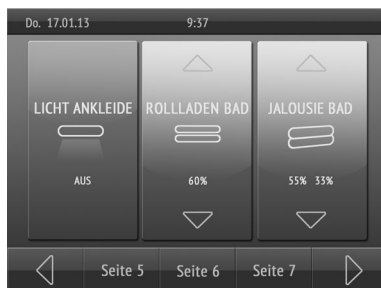 Do. 17.01.13 9:37
LICHT ANKLEIDE ROLLLADEN BAD JALOUSIE BAD
AUS 60% 55% 33%
Seite 5 Seite 6 Seite 7